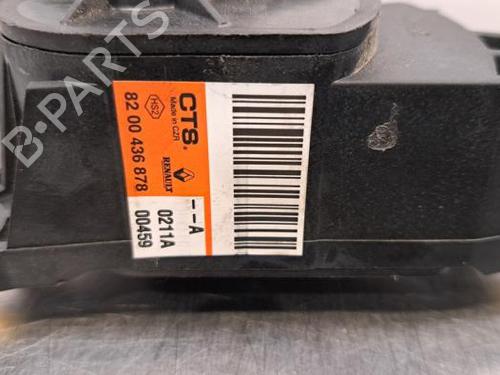 CTS.
Made in CZR
HS2
82 00 436 878
RENAULT
--A
0211A
00459
B-PARTS